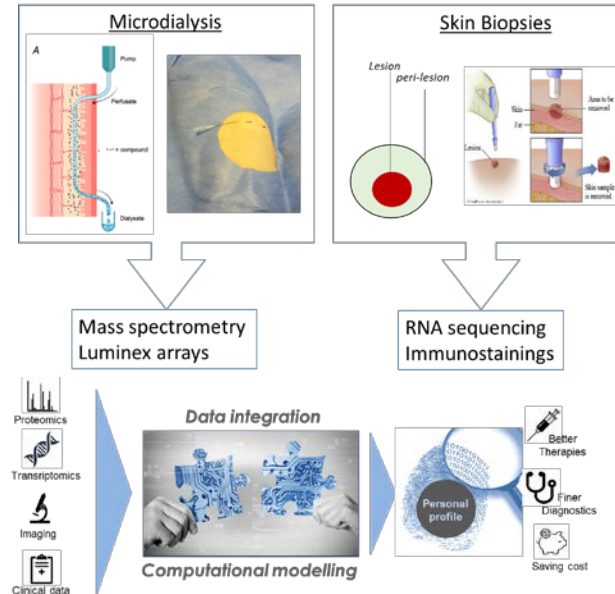 Microdialysis
A
Pump
Perfusate
compound
Dialysate
Skin Biopsies
Lesion
peri-lesion
Skin
Fat
Lesion
Area to be
removed
Skin sample
is removed.
Mass spectrometry
Luminex arrays
RNA sequencing
Immunostainings
Proteomics
Transriptomics
Imaging
Clinical data
Data integration
Computational modelling
Personal
profile
Better
Therapies
Finer
Diagnostics
Saving cost